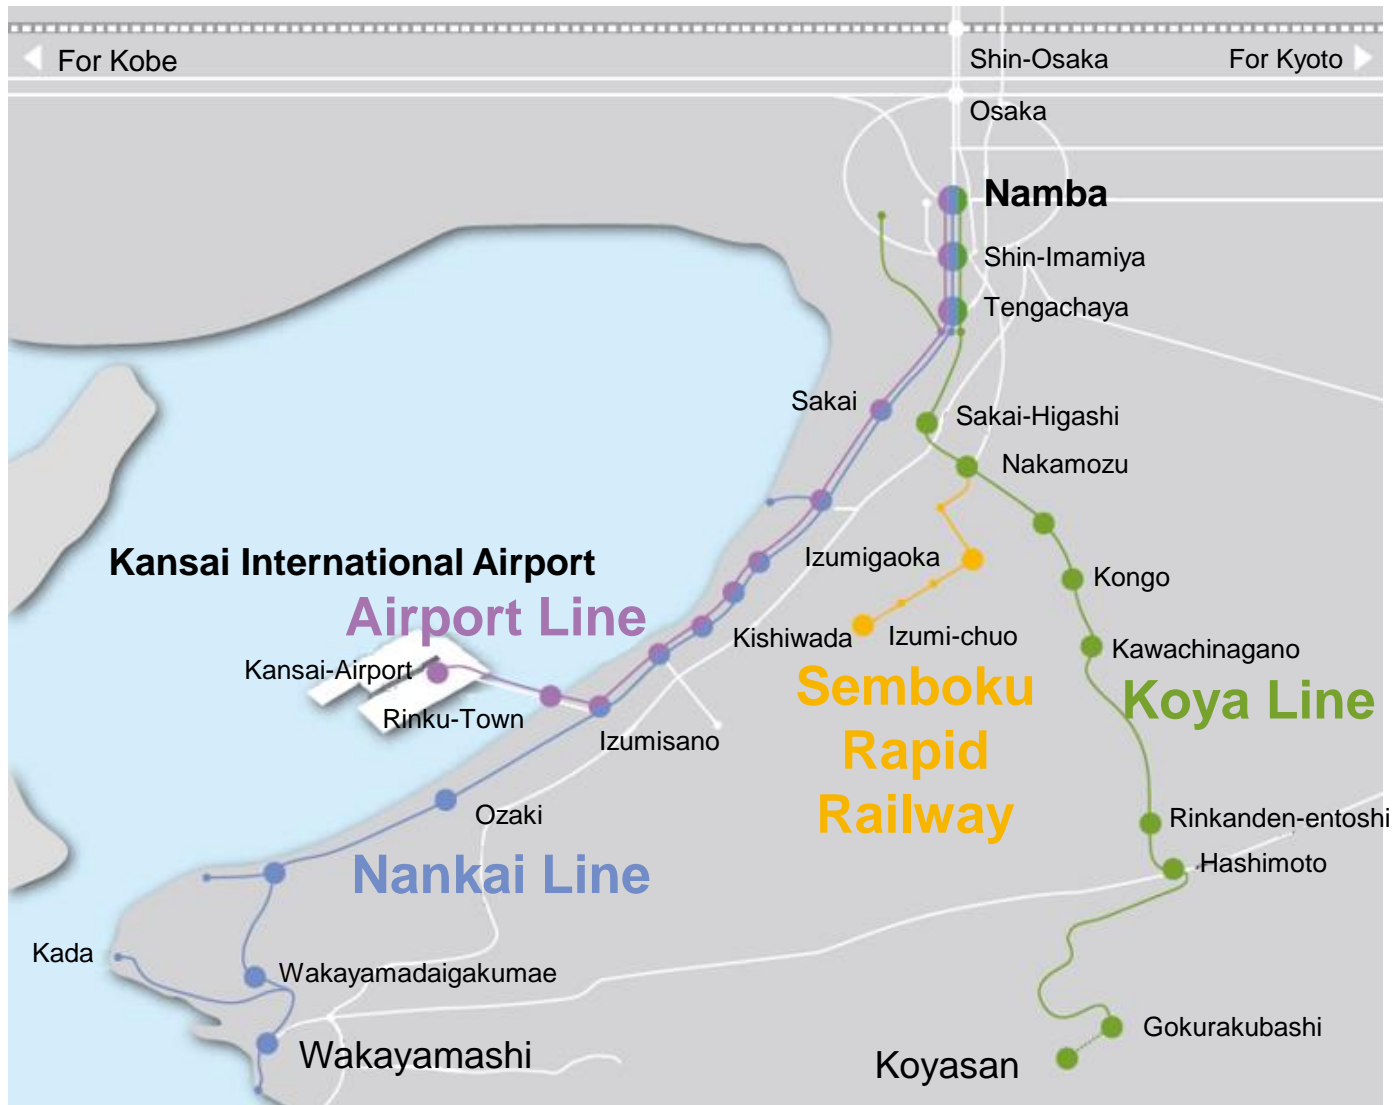 For Kobe
Shin-Osaka
For Kyoto
Osaka
Namba
Shin-Imamiya
Tengachaya
Sakai
Sakai-Higashi
Nakamozu
Kansai International Airport
Izumigaoka
Kongo
Airport Line
Kishiwada
Izumi-chuo
Kawachinagano
Kansai-Airport
Semboku
Rapid
Railway
Koya Line
Rinku-Town
Izumisano
Ozaki
Rinkanden-entoshi
Nankai Line
Hashimoto
Kada
Wakayamadaigakumae
Gokurakubashi
Wakayamashi
Koyasan